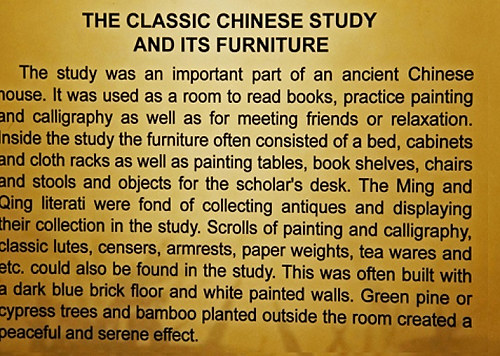 THE CLASSIC CHINESE STUDY
AND ITS FURNITURE
The study was an important part of an ancient Chinese
house. It was used as a room to read books, practice painting
and calligraphy as well as for meeting friends or relaxation.
Inside the study the furniture often consisted of a bed, cabinets
and cloth racks as well as painting tables, book shelves, chairs
and stools and objects for the scholar's desk. The Ming and
Qing literati were fond of collecting antiques and displaying
their collection in the study. Scrolls of painting and calligraphy,
classic lutes, censers, armrests, paper weights, tea wares and
etc. could also be found in the study. This was often built with
a dark blue brick floor and white painted walls. Green pine or
cypress trees and bamboo planted outside the room created a
peaceful and serene effect.